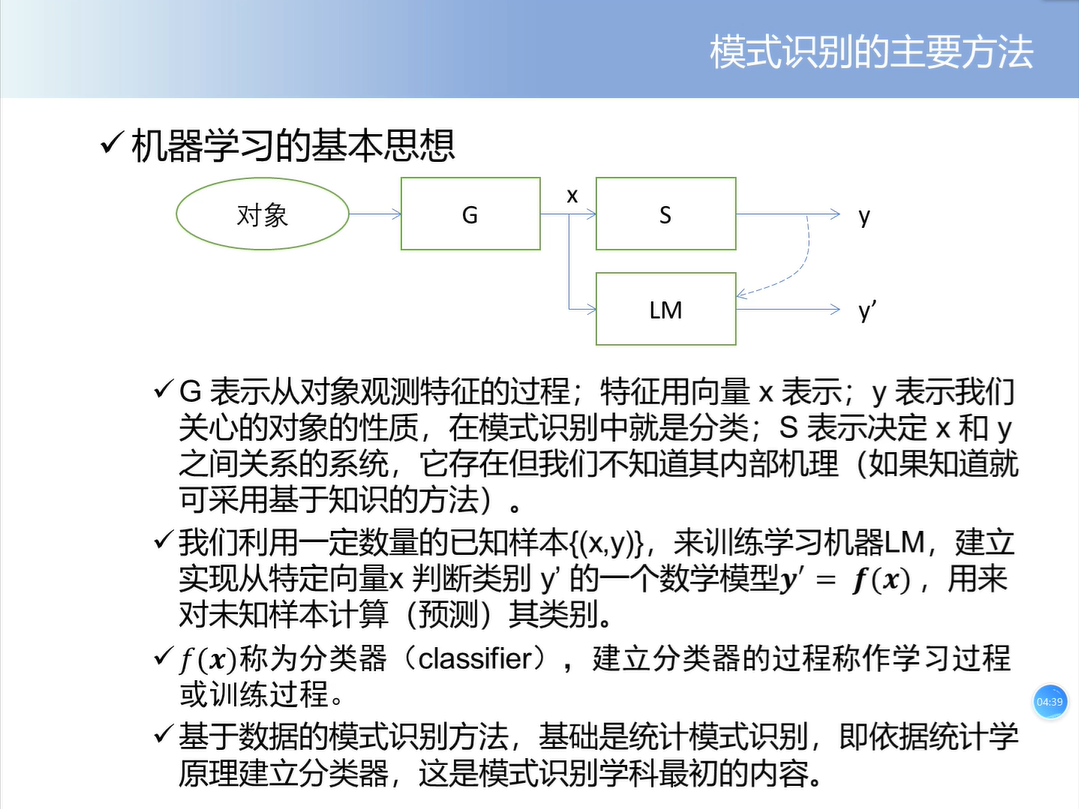 模式识别的主要方法
✓机器学习的基本思想
对象
G
x
S
y
LM
y’
✓G 表示从对象观测特征的过程；特征用向量 x 表示；y 表示我们
关心的对象的性质，在模式识别中就是分类；S 表示决定 x 和 y
之间关系的系统，它存在但我们不知道其内部机理（如果知道就
可采用基于知识的方法）。
✓我们利用一定数量的已知样本{(x,y)}，来训练学习机器LM，建立
实现从特定向量x 判断类别 y’ 的一个数学模型y′ = f(x) ，用来
对未知样本计算（预测）其类别。
✓f(x)称为分类器（classifier），建立分类器的过程称作学习过程
或训练过程。
04:39
✓基于数据的模式识别方法，基础是统计模式识别，即依据统计学
原理建立分类器，这是模式识别学科最初的内容。